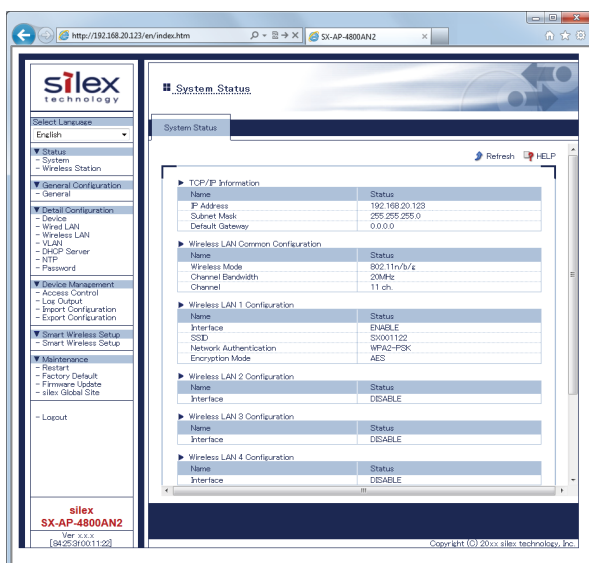 http://192.168.20.123/en/index.htm
SX-AP-4800AN2
silex
technology
Select Language
English
▼ Status
- System
- Wireless Station
▼ General Configuration
- General
▼ Detail Configuration
- Device
- Wired LAN
- Wireless LAN
- VLAN
- DHCP Server
- NTP
- Password
▼ Device Management
- Access Control
- Log Output
- Import Configuration
- Export Configuration
▼ Smart Wireless Setup
- Smart Wireless Setup
▼ Maintenance
- Restart
- Factory Default
- Firmware Update
- silex Global Site
- Logout
silex
SX-AP-4800AN2
Ver x.x.x
[84:25:3f:00:11:22]
System Status
System Status
Refresh HELP
▶ TCP/IP Information
Name Status
IP Address 192.168.20.123
Subnet Mask 255.255.255.0
Default Gateway 0.0.0.0
▶ Wireless LAN Common Configuration
Name Status
Wireless Mode 802.11n/b/g
Channel Bandwidth 20MHz
Channel 11 ch.
▶ Wireless LAN 1 Configuration
Name Status
Interface ENABLE
SSID SX001122
Network Authentication WPA2-PSK
Encryption Mode AES
▶ Wireless LAN 2 Configuration
Name Status
Interface DISABLE
▶ Wireless LAN 3 Configuration
Name Status
Interface DISABLE
▶ Wireless LAN 4 Configuration
Name Status
Interface DISABLE
Copyright (C) 20xx silex technology, Inc.